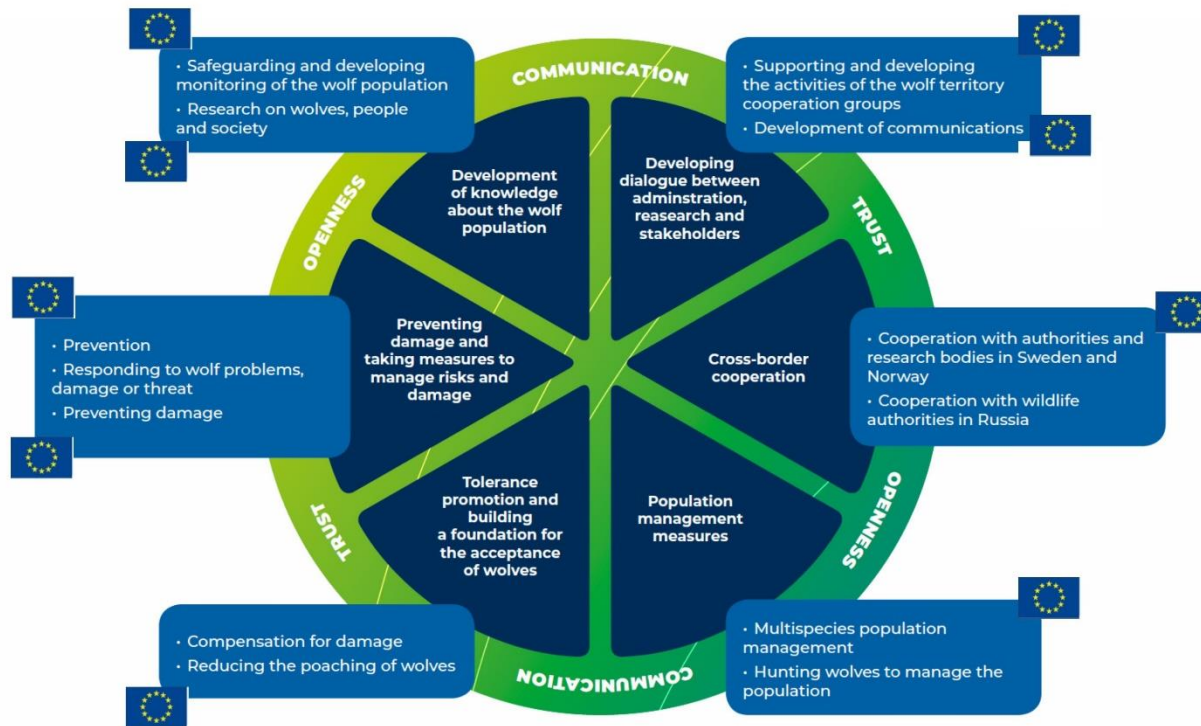 • Safeguarding and developing
monitoring of the wolf population
• Research on wolves, people
and society
COMMUNICATION
• Supporting and developing
the activities of the wolf territory
cooperation groups
• Development of communications
Development
of knowledge
about the wolf
population
Developing
dialogue between
adminstration,
reasearch and
stakeholders
OPENNESS
TRUST
• Prevention
• Responding to wolf problems,
damage or threat
• Preventing damage
Preventing
damage and
taking measures to
manage risks and
damage
Cross-border
cooperation
• Cooperation with authorities and
research bodies in Sweden and
Norway
• Cooperation with wildlife
authorities in Russia
TRUST
Tolerance
promotion and
building
a foundation for
the acceptance
of wolves
Population
management
measures
OPENNESS
• Compensation for damage
• Reducing the poaching of wolves
COMMUNICATION
• Multispecies population
management
• Hunting wolves to manage the
population